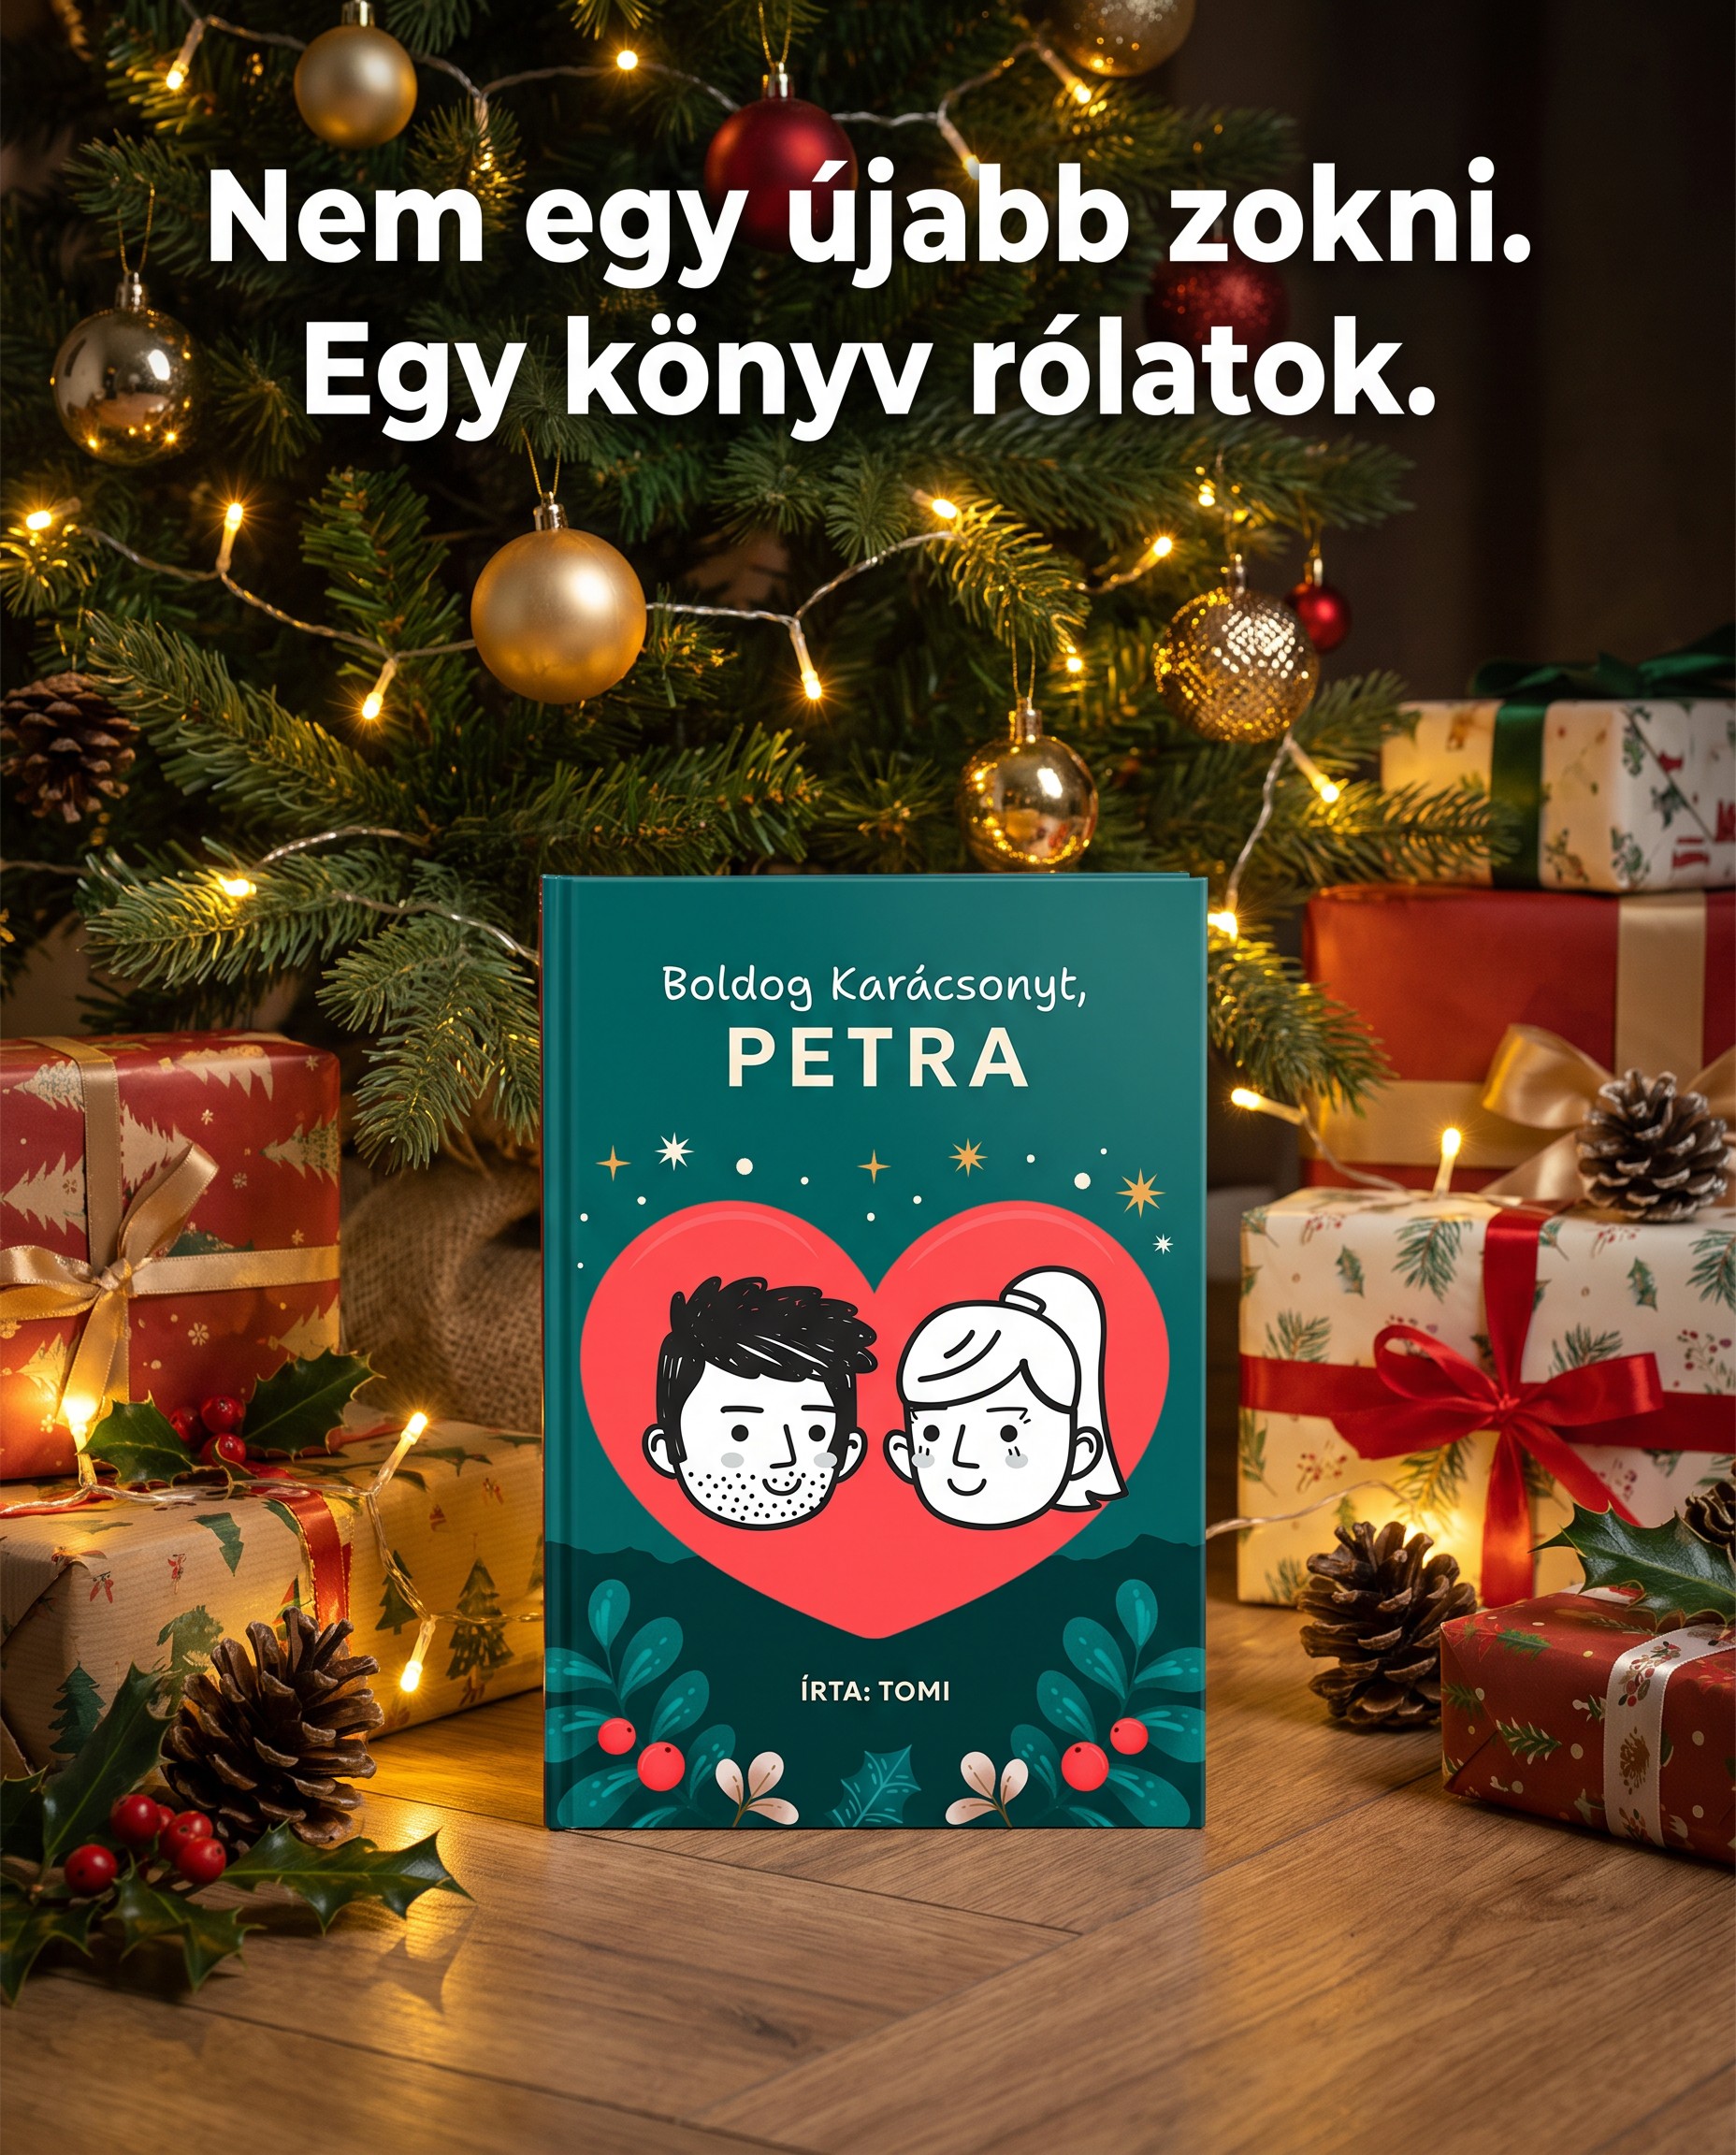 Nem egy újabb zokni.
Egy könyv rólatok.
Boldog Karácsonyt,
PETRA
ÍRTA: TOMI